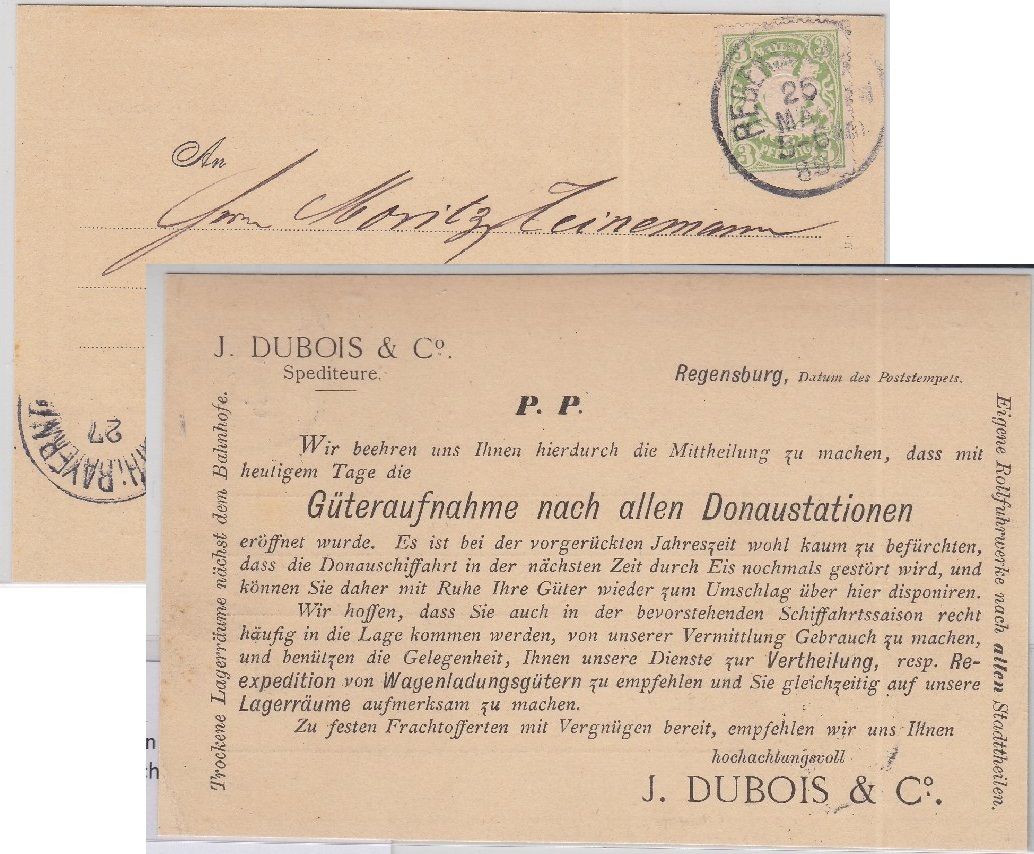 3 BAYERN 3
3 PFENNIG 3
25
MA
88
An
Herrn Moritz Heinemann
27
J. DUBOIS & Co.
Spediteure.
Regensburg, Datum des Poststempels.
P. P.
Wir beehren uns Ihnen hierdurch die Mittheilung zu machen, dass mit
heutigem Tage die
Güteraufnahme nach allen Donaustationen
eröffnet wurde. Es ist bei der vorgerückten Jahreszeit wohl kaum zu befürchten,
dass die Donauschiffahrt in der nächsten Zeit durch Eis nochmals gestört wird, und
können Sie daher mit Ruhe Ihre Güter wieder zum Umschlag über hier disponiren.
Wir hoffen, dass Sie auch in der bevorstehenden Schiffahrtssaison recht
häufig in die Lage kommen werden, von unserer Vermittlung Gebrauch zu machen,
und benützen die Gelegenheit, Ihnen unsere Dienste zur Vertheilung, resp. Re-
expedition von Wagenladungsgütern zu empfehlen und Sie gleichzeitig auf unsere
Lagerräume aufmerksam zu machen.
Zu festen Frachtofferten mit Vergnügen bereit, empfehlen wir uns Ihnen
hochachtungsvoll
J. DUBOIS & Co.
Trockene Lagerräume nächst dem Bahnhofe.
Eigene Rollfuhrwerke nach allen Stadttheilen.